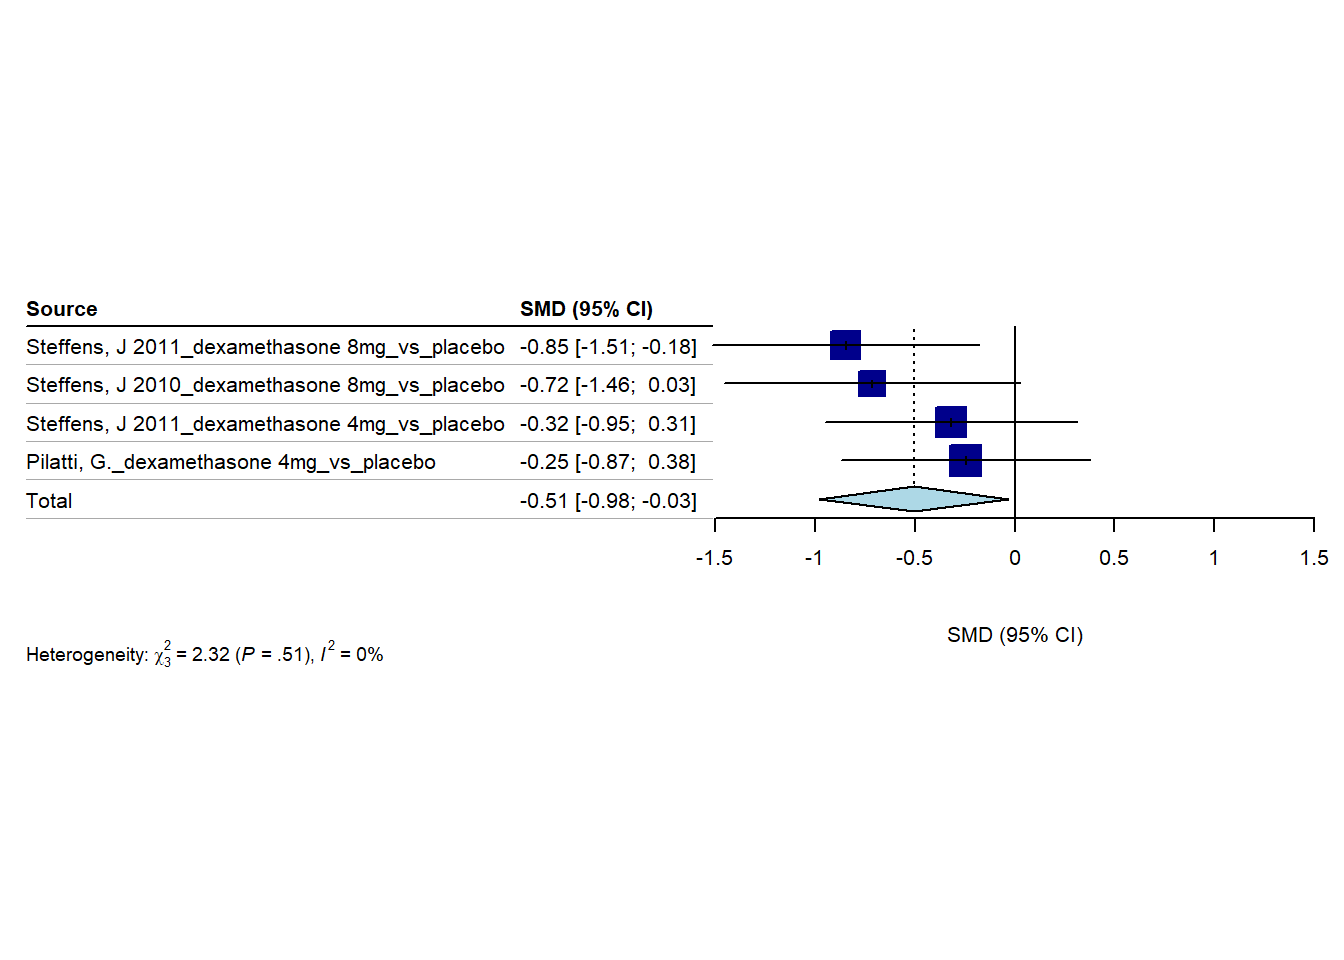 Source SMD (95% CI)
Steffens, J 2011_dexamethasone 8mg_vs_placebo -0.85 [-1.51; -0.18]
Steffens, J 2010_dexamethasone 8mg_vs_placebo -0.72 [-1.46; 0.03]
Steffens, J 2011_dexamethasone 4mg_vs_placebo -0.32 [-0.95; 0.31]
Pilatti, G._dexamethasone 4mg_vs_placebo -0.25 [-0.87; 0.38]
Total -0.51 [-0.98; -0.03]
-1.5 -1 -0.5 0 0.5 1 1.5
SMD (95% CI)
Heterogeneity: χ²₃ = 2.32 (P = .51), I² = 0%